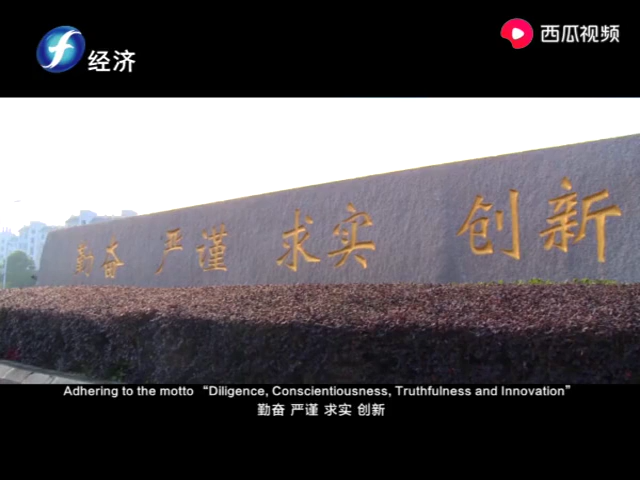 经济
西瓜视频
勤奋 严谨 求实 创新
Adhering to the motto “Diligence, Conscientiousness, Truthfulness and Innovation”
勤奋 严谨 求实 创新